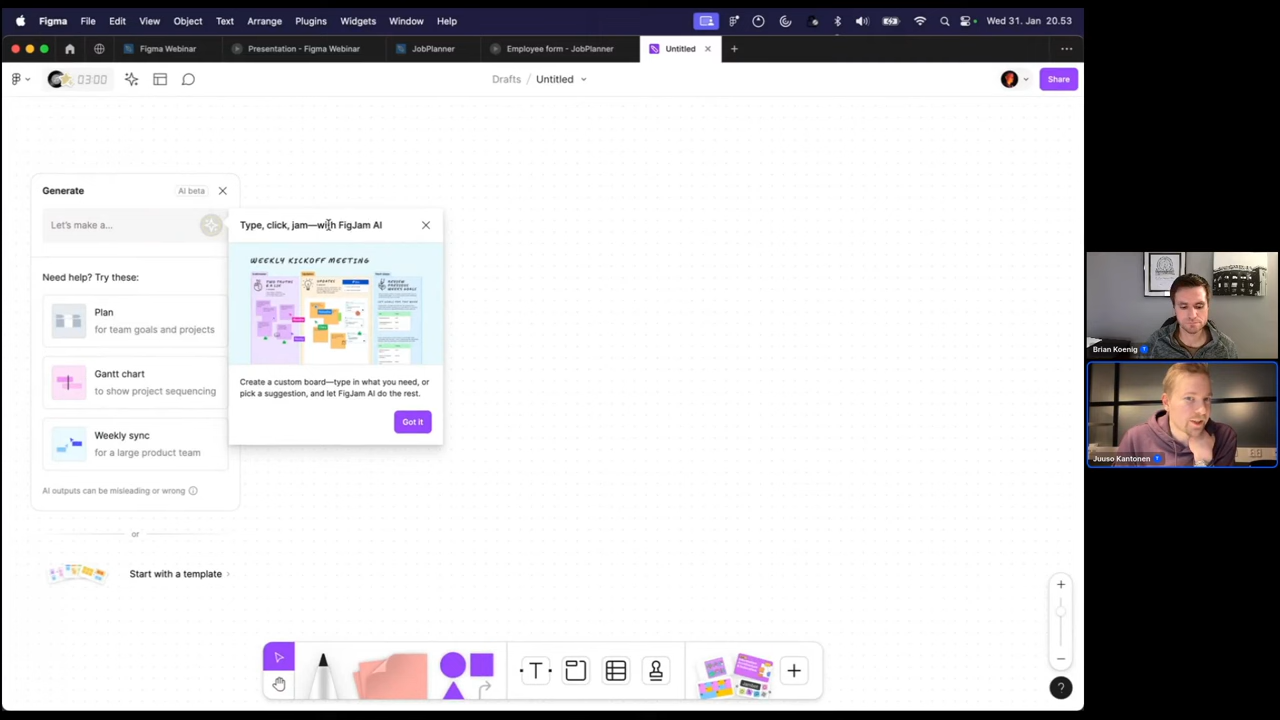 Figma File Edit View Object Text Arrange Plugins Widgets Window Help Wed 31. Jan 20.53
Figma Webinar Presentation - Figma Webinar JobPlanner Employee form - JobPlanner Untitled
03:00 Drafts / Untitled Share
Generate AI beta
Let's make a...
Type, click, jam—with FigJam AI
WEEKLY KICKOFF MEETING
Need help? Try these:
Plan
for team goals and projects
Gantt chart
to show project sequencing
Create a custom board—type in what you need, or
pick a suggestion, and let FigJam AI do the rest.
Got it
Weekly sync
for a large product team
AI outputs can be misleading or wrong
or
Start with a template
T
Brian Koenig
Juuso Kantonen